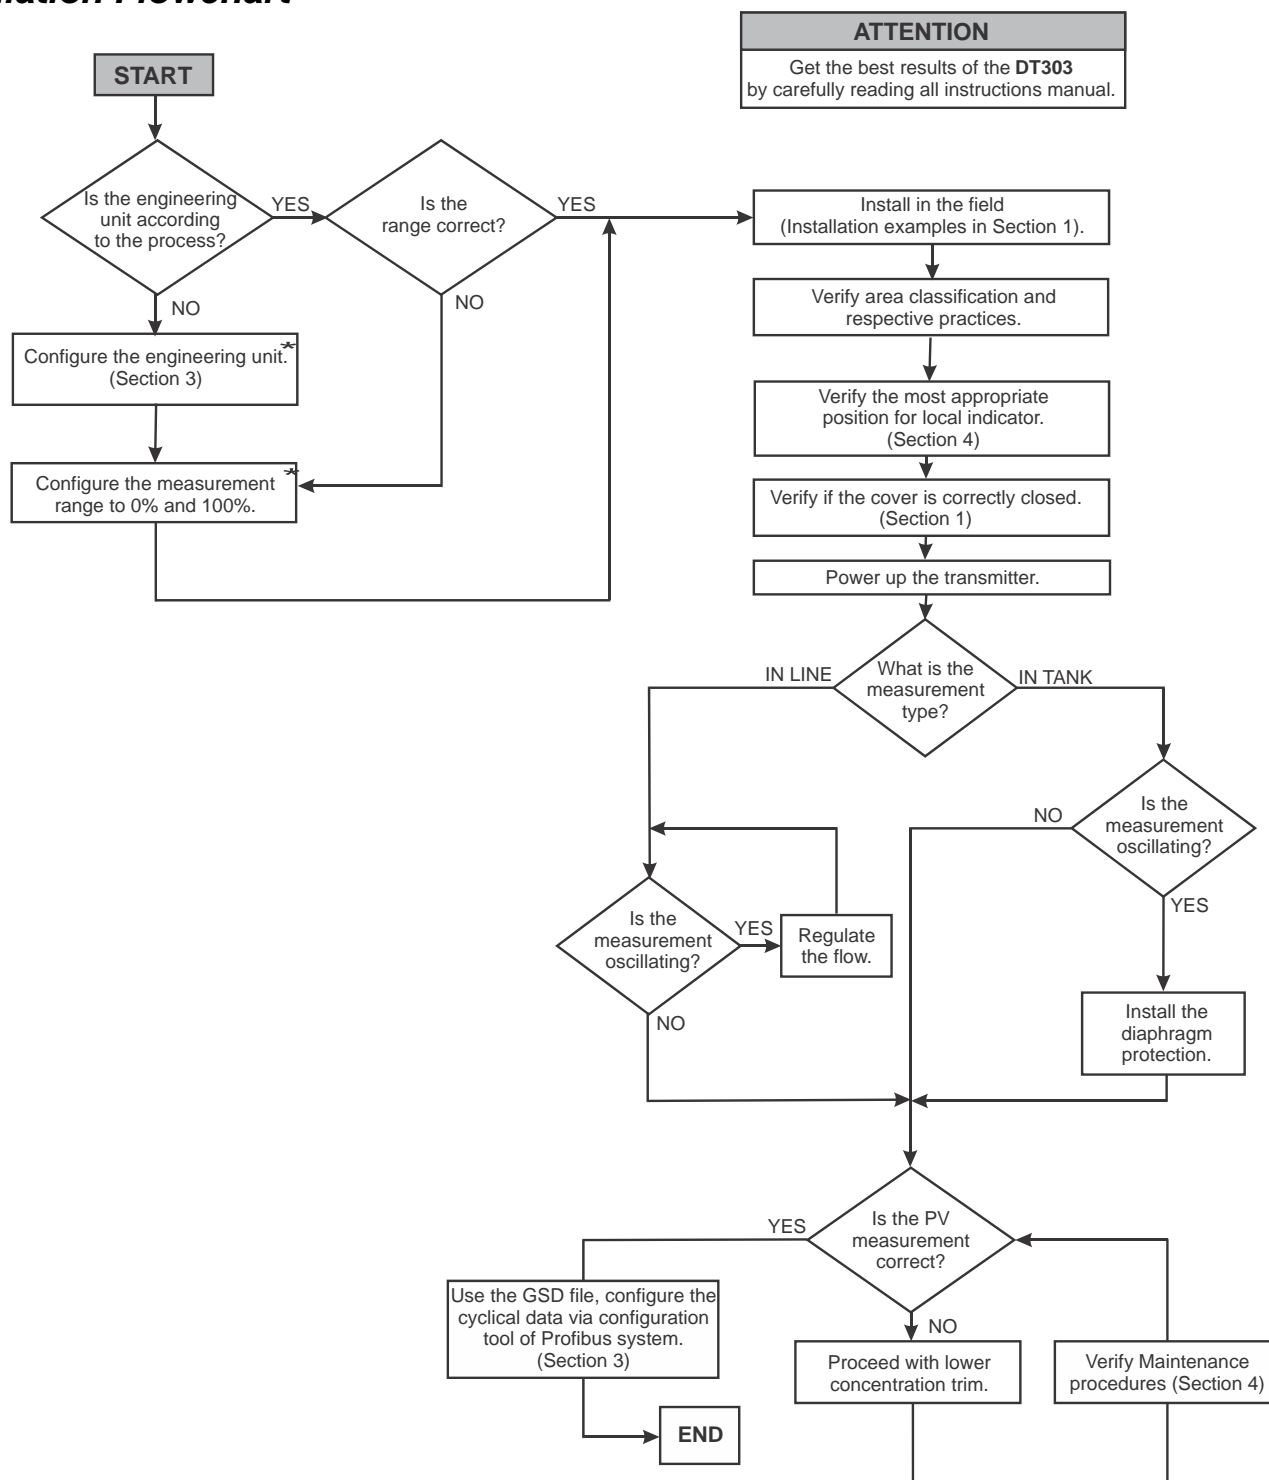 ATTENTION
Get the best results of the DT303
by carefully reading all instructions manual.
START
Is the engineering
unit according
to the process?
YES
Is the
range correct?
YES
Install in the field
(Installation examples in Section 1).
NO
NO
Verify area classification and
respective practices.
Configure the engineering unit.*
(Section 3)
Verify the most appropriate
position for local indicator.
(Section 4)
Configure the measurement*
range to 0% and 100%.
Verify if the cover is correctly closed.
(Section 1)
Power up the transmitter.
What is the
measurement
type?
IN LINE
IN TANK
Is the
measurement
oscillating?
NO
YES
Is the
measurement
oscillating?
YES
Regulate
the flow.
NO
Install the
diaphragm
protection.
Is the PV
measurement
correct?
YES
NO
Use the GSD file, configure the
cyclical data via configuration
tool of Profibus system.
(Section 3)
Proceed with lower
concentration trim.
Verify Maintenance
procedures (Section 4)
END